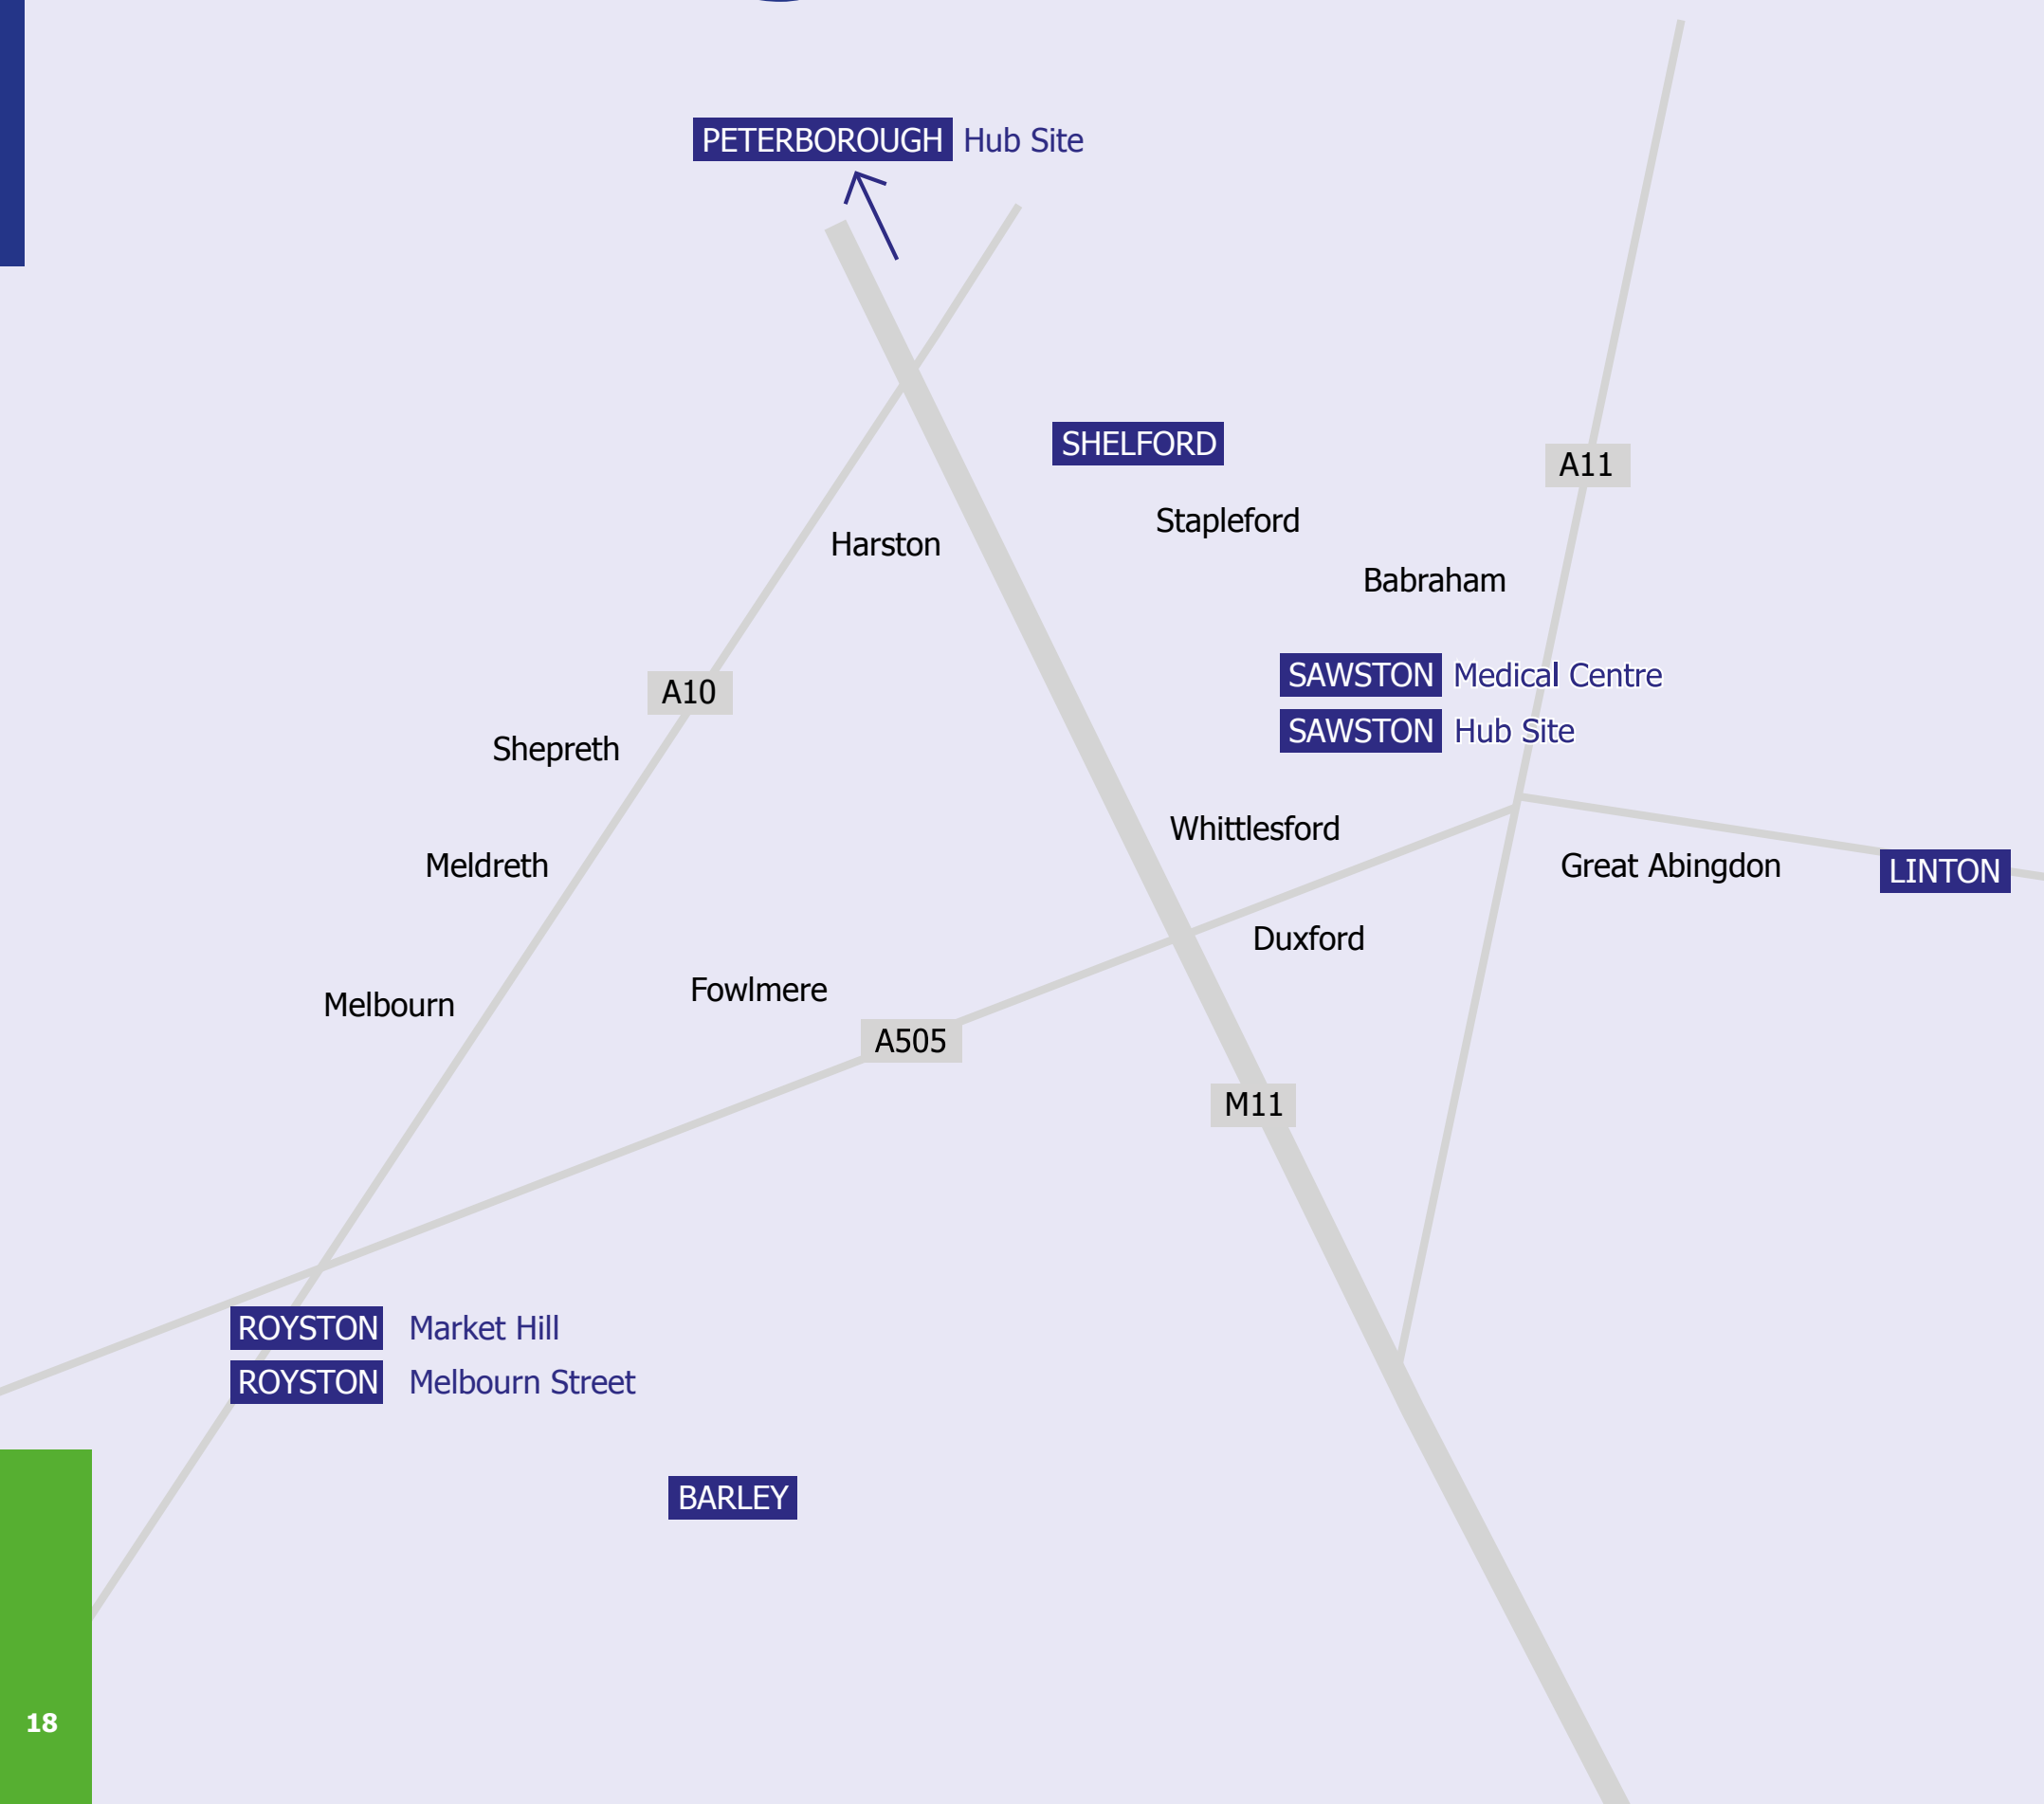 PETERBOROUGH Hub Site
SHELFORD
A11
Stapleford
Harston
Babraham
SAWSTON Medical Centre
A10
SAWSTON Hub Site
Shepreth
Whittlesford
Meldreth
Great Abingdon
LINTON
Duxford
Fowlmere
Melbourn
A505
M11
ROYSTON Market Hill
ROYSTON Melbourn Street
BARLEY
18